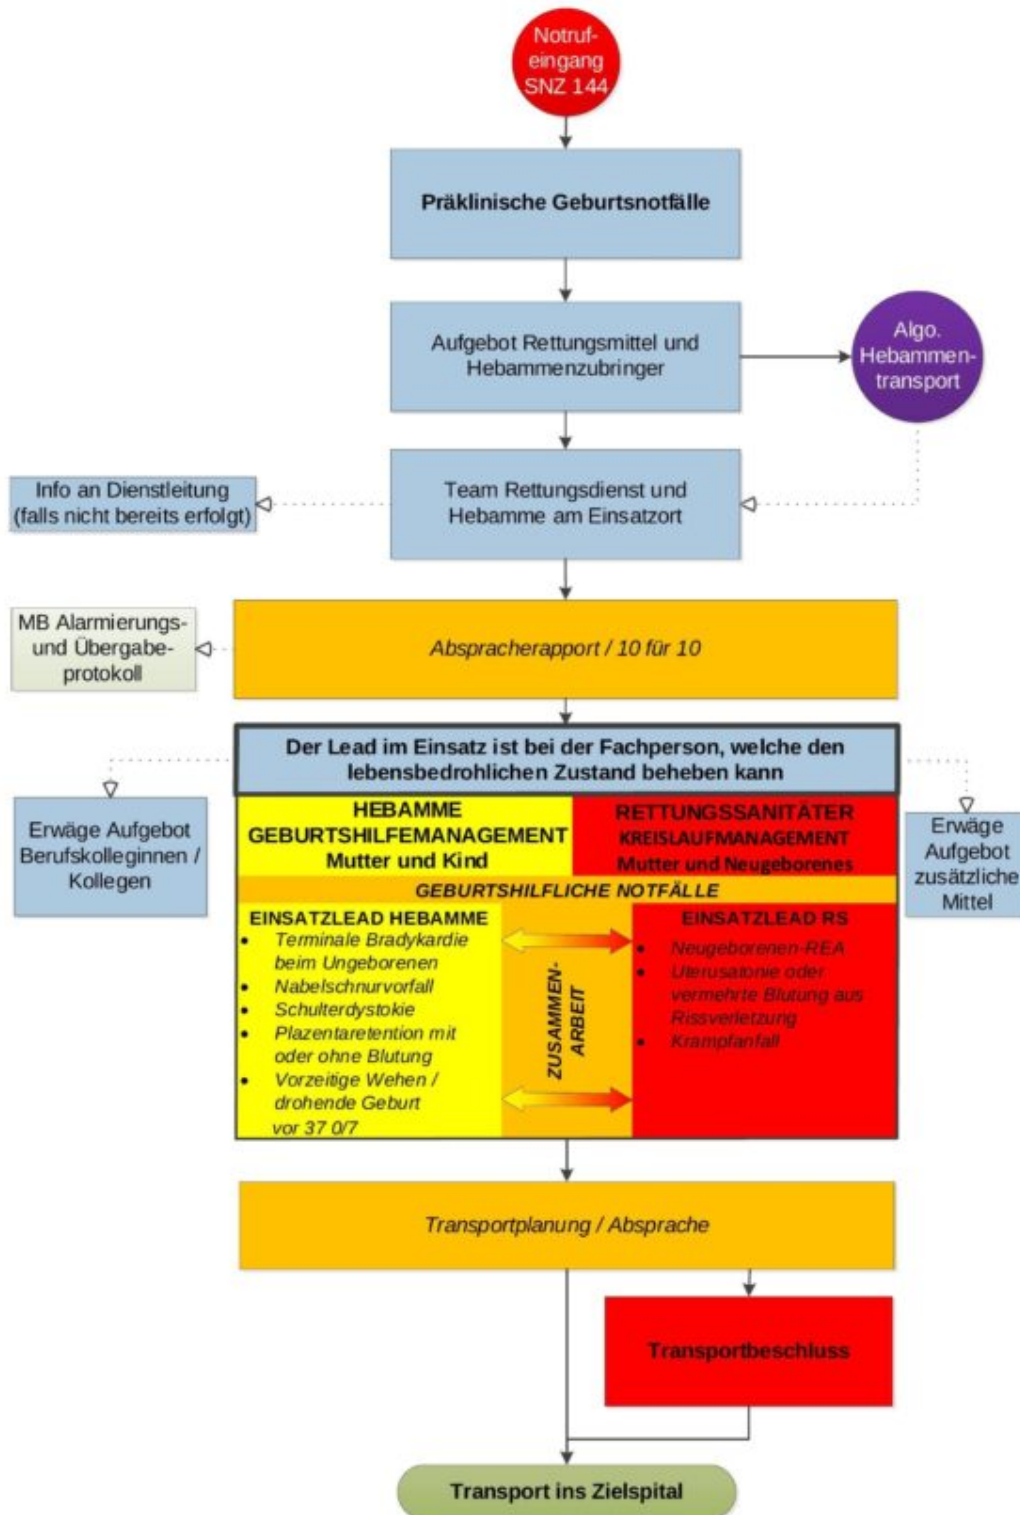 Notruf-
eingang
SNZ 144
Präklinische Geburtsnotfälle
Aufgebot Rettungsmittel und
Hebammenzubringer
Algo.
Hebammen-
transport
Info an Dienstleitung
(falls nicht bereits erfolgt)
Team Rettungsdienst und
Hebamme am Einsatzort
MB Alarmierungs-
und Übergabe-
protokoll
Abspracherapport / 10 für 10
Der Lead im Einsatz ist bei der Fachperson, welche den
lebensbedrohlichen Zustand beheben kann
Erwäge Aufgebot
Berufskolleginnen /
Kollegen
HEBAMME
GEBURTSHILFEMANAGEMENT
Mutter und Kind
RETTUNGSSANITÄTER
KREISLAUFMANAGEMENT
Mutter und Neugeborenes
Erwäge
Aufgebot
zusätzliche
Mittel
GEBURTSHILFLICHE NOTFÄLLE
EINSATZLEAD HEBAMME
• Terminale Bradykardie
beim Ungeborenen
• Nabelschnurvorfall
• Schulterdystokie
• Plazentaretention mit
oder ohne Blutung
• Vorzeitige Wehen /
drohende Geburt
vor 37 0/7
ZUSAMMEN-
ARBEIT
EINSATZLEAD RS
• Neugeborenen-REA
• Uterusatonie oder
vermehrte Blutung aus
Rissverletzung
• Krampfanfall
Transportplanung / Absprache
Transportbeschluss
Transport ins Zielspital